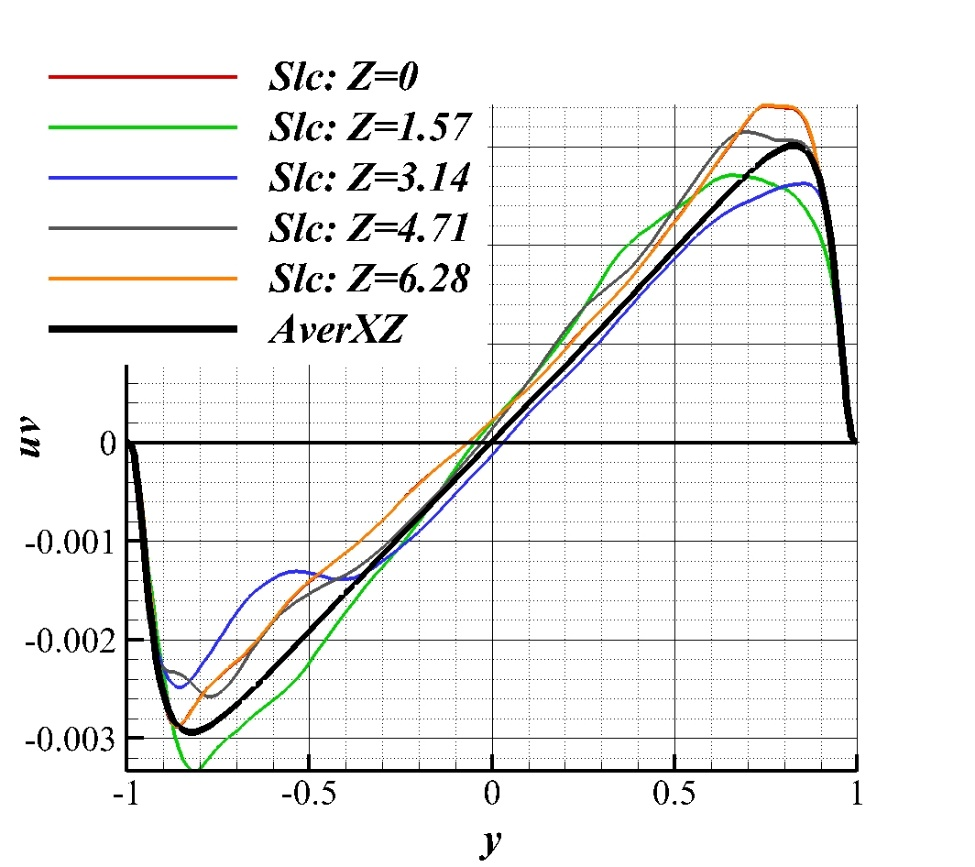 Slc: Z=0
Slc: Z=1.57
Slc: Z=3.14
Slc: Z=4.71
Slc: Z=6.28
AverXZ
uv
0
-0.001
-0.002
-0.003
-1 -0.5 0 0.5 1
y